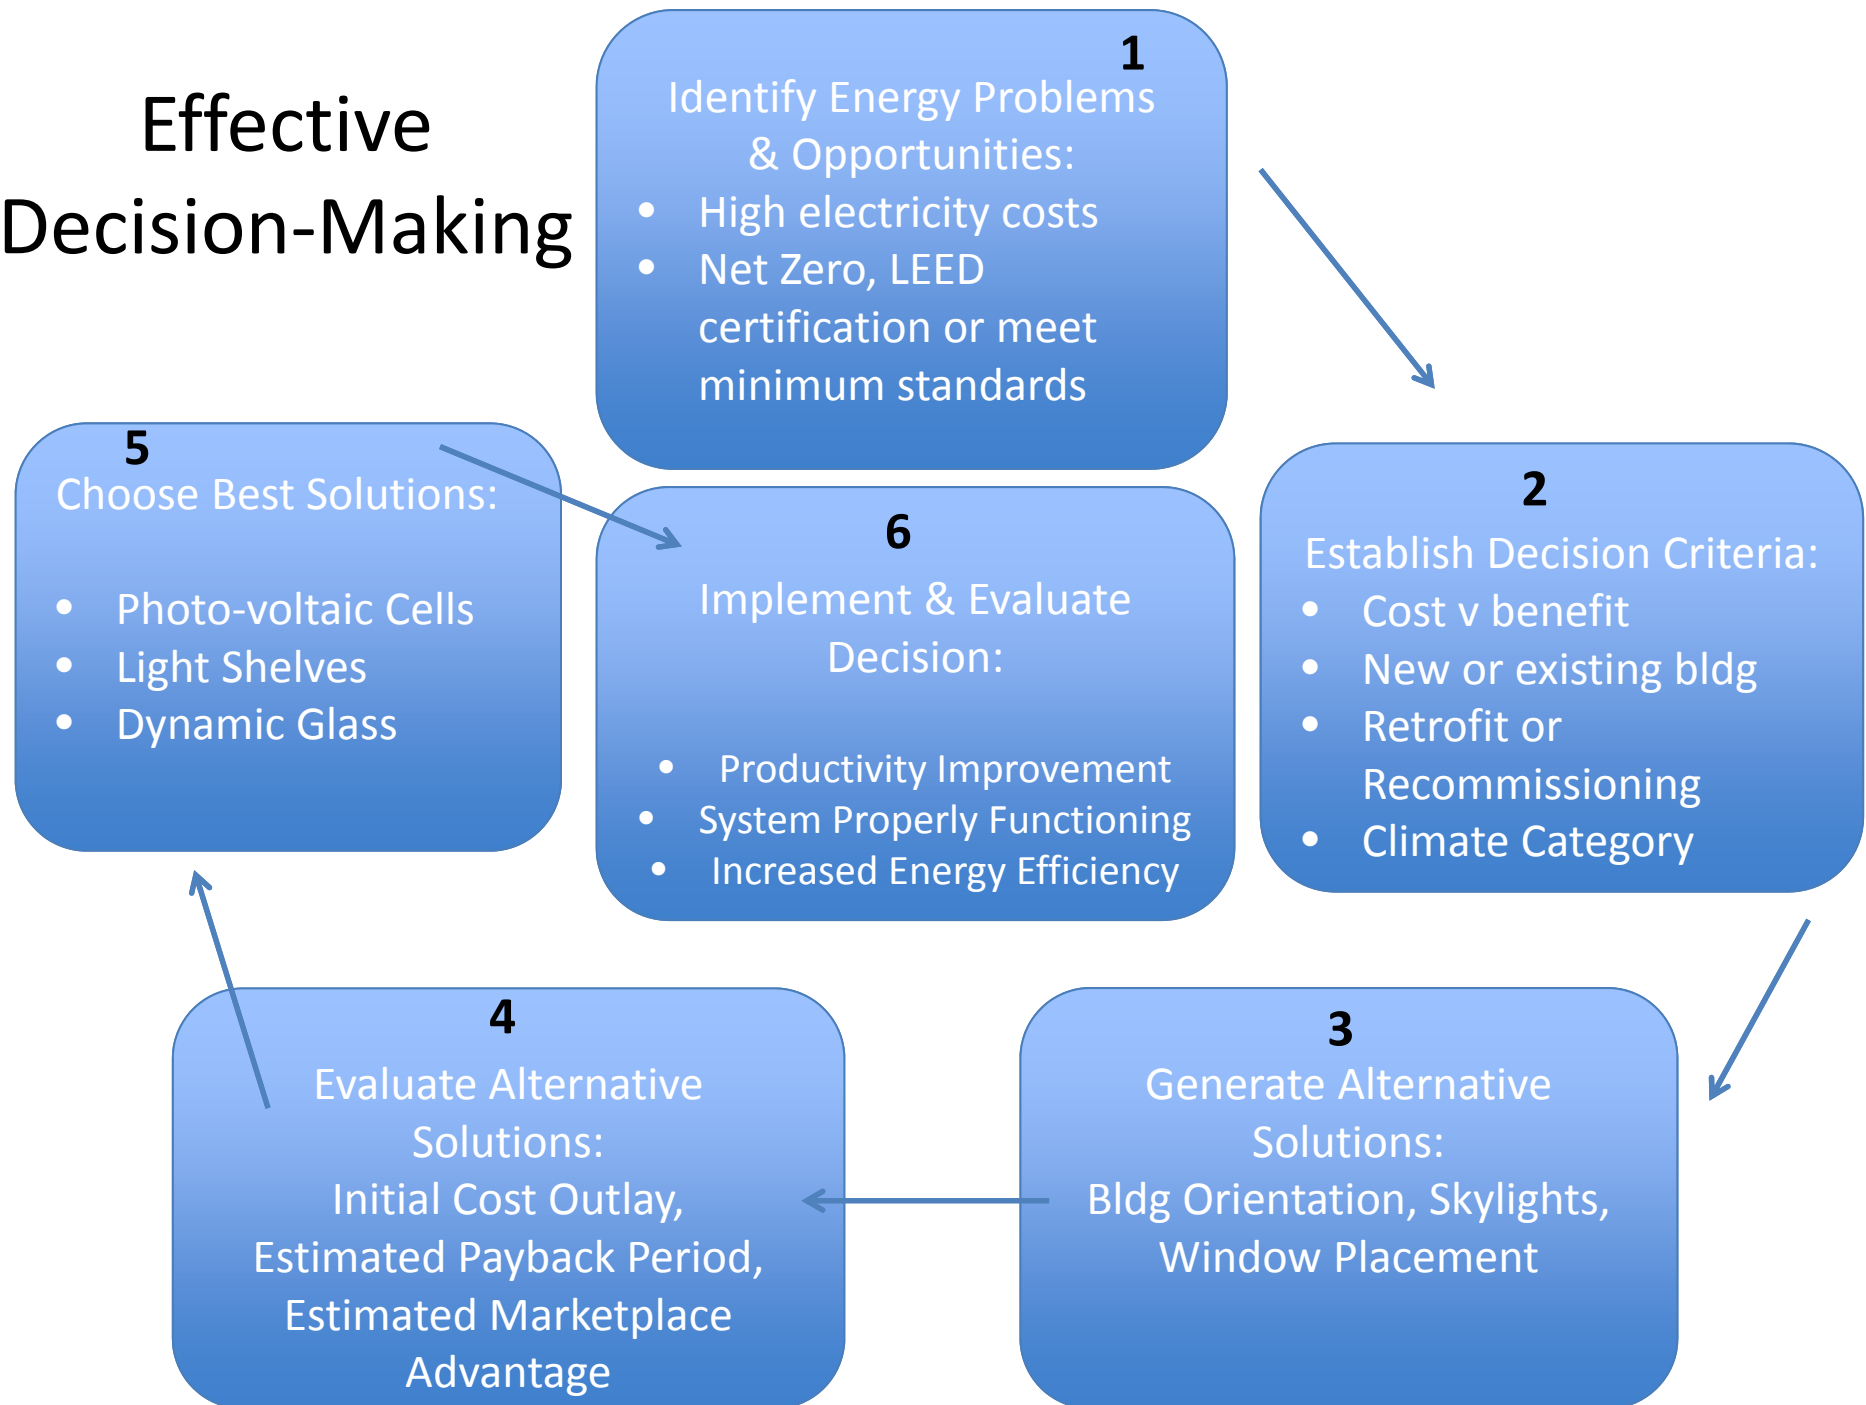 Effective
Decision-Making
1
Identify Energy Problems
& Opportunities:
• High electricity costs
• Net Zero, LEED
certification or meet
minimum standards
2
Establish Decision Criteria:
• Cost v benefit
• New or existing bldg
• Retrofit or
Recommissioning
• Climate Category
3
Generate Alternative
Solutions:
Bldg Orientation, Skylights,
Window Placement
4
Evaluate Alternative
Solutions:
Initial Cost Outlay,
Estimated Payback Period,
Estimated Marketplace
Advantage
5
Choose Best Solutions:
• Photo-voltaic Cells
• Light Shelves
• Dynamic Glass
6
Implement & Evaluate
Decision:
• Productivity Improvement
• System Properly Functioning
• Increased Energy Efficiency